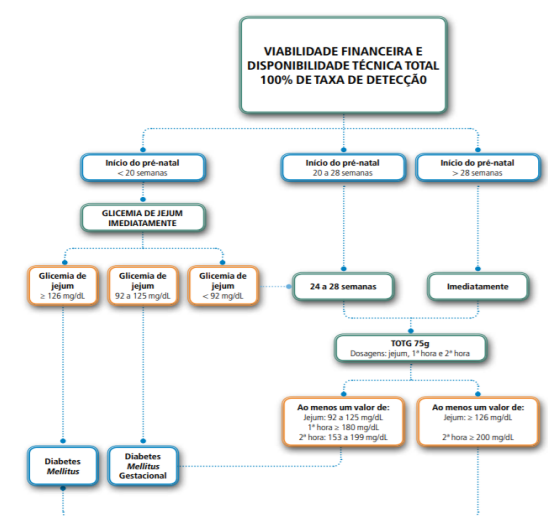 VIABILIDADE FINANCEIRA E
DISPONIBILIDADE TÉCNICA TOTAL
100% DE TAXA DE DETECÇÃ0
Início do pré-natal
< 20 semanas
Início do pré-natal
20 a 28 semanas
Início do pré-natal
> 28 semanas
GLICEMIA DE JEJUM
IMEDIATAMENTE
Glicemia de
jejum
≥ 126 mg/dL
Glicemia de
jejum
92 a 125 mg/dL
Glicemia de
jejum
< 92 mg/dL
24 a 28 semanas
Imediatamente
TOTG 75g
Dosagens: jejum, 1ª hora e 2ª hora
Ao menos um valor de:
Jejum: 92 a 125 mg/dL
1ª hora ≥ 180 mg/dL
2ª hora: 153 a 199 mg/dL
Ao menos um valor de:
Jejum: ≥ 126 mg/dL
2ª hora ≥ 200 mg/dL
Diabetes
Mellitus
Diabetes
Mellitus
Gestacional